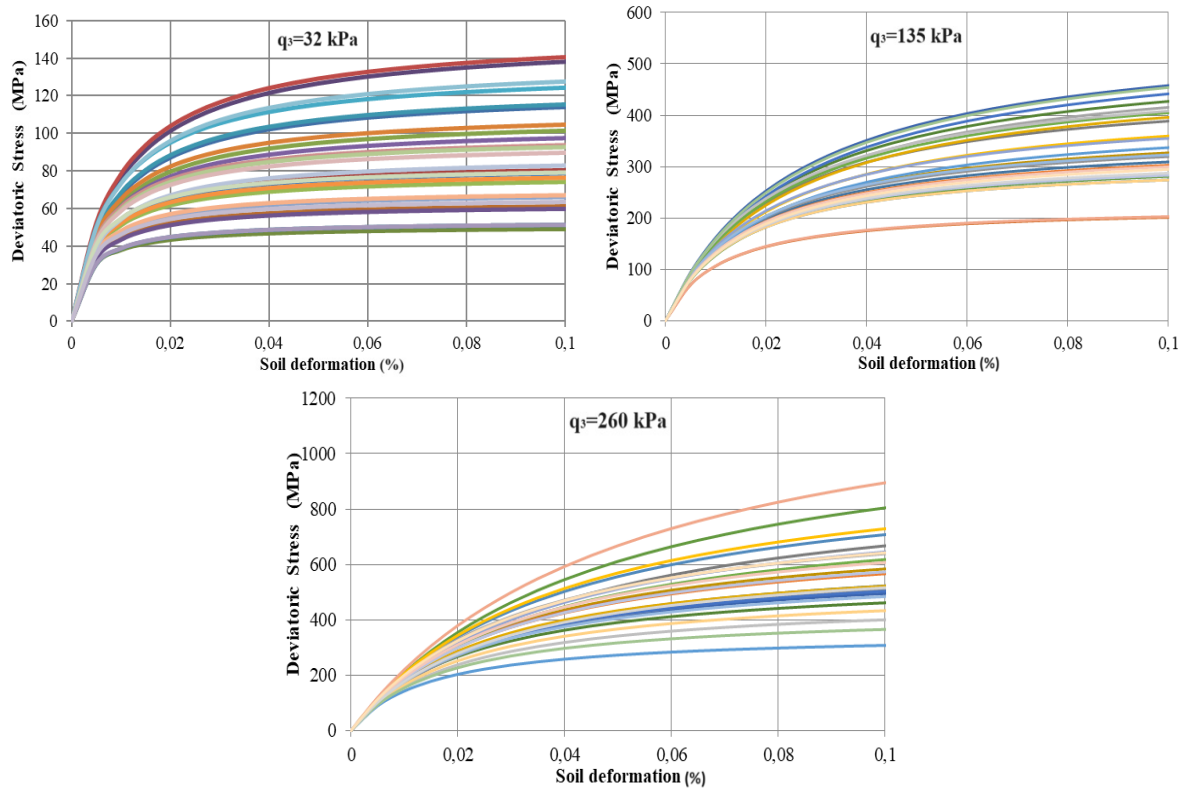 q₃=32 kPa
Deviatoric Stress (MPa)
160
140
120
100
80
60
40
20
0
0 0,02 0,04 0,06 0,08 0,1
Soil deformation (%)
q₃=135 kPa
Deviatoric Stress (MPa)
600
500
400
300
200
100
0
0 0,02 0,04 0,06 0,08 0,1
Soil deformation (%)
q₃=260 kPa
Deviatoric Stress (MPa)
1200
1000
800
600
400
200
0
0 0,02 0,04 0,06 0,08 0,1
Soil deformation (%)